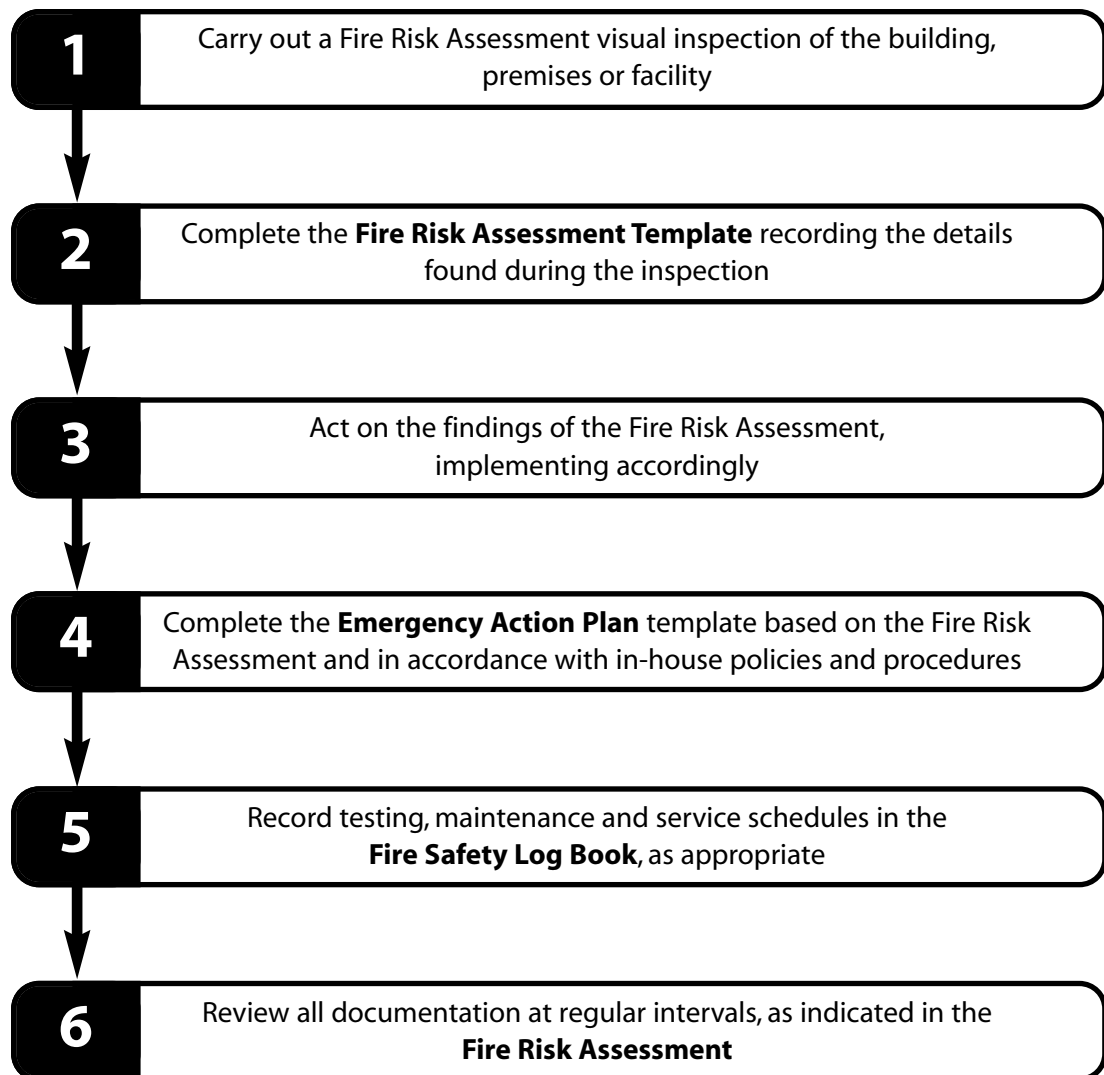 1
Carry out a Fire Risk Assessment visual inspection of the building,
premises or facility
2
Complete the Fire Risk Assessment Template recording the details
found during the inspection
3
Act on the findings of the Fire Risk Assessment,
implementing accordingly
4
Complete the Emergency Action Plan template based on the Fire Risk
Assessment and in accordance with in-house policies and procedures
5
Record testing, maintenance and service schedules in the
Fire Safety Log Book, as appropriate
6
Review all documentation at regular intervals, as indicated in the
Fire Risk Assessment